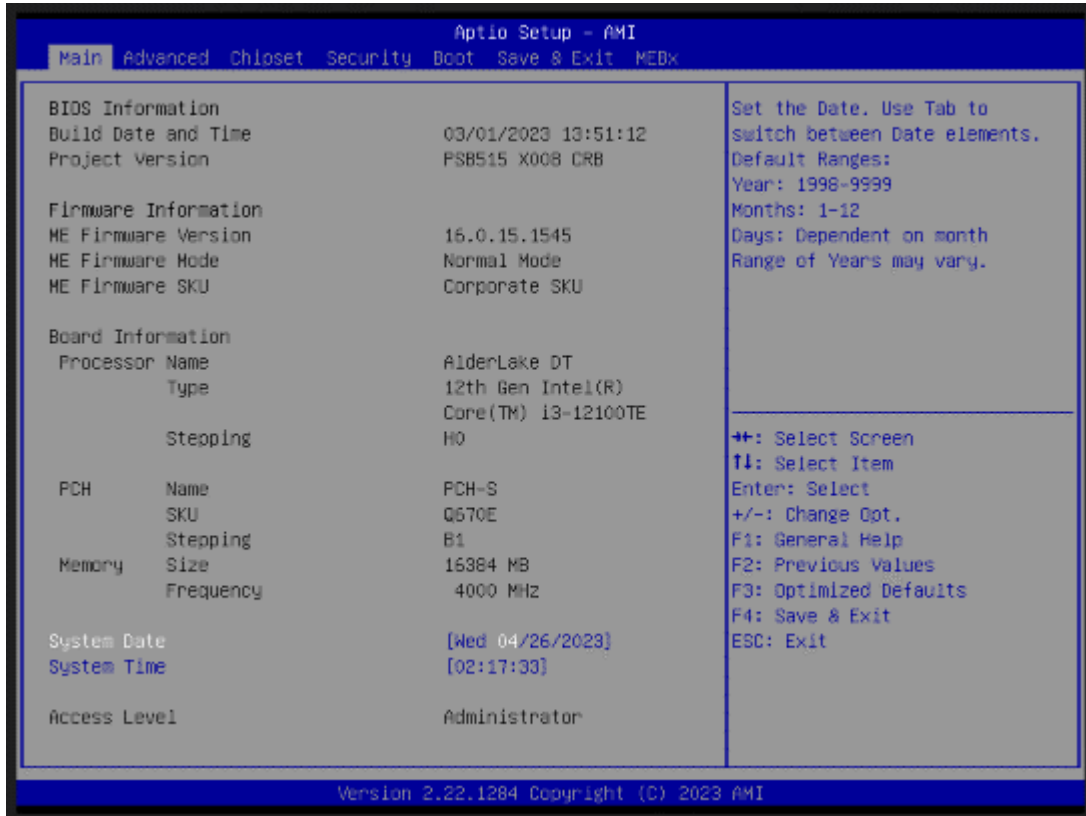 Aptio Setup - AMI
Main Advanced Chipset Security Boot Save & Exit MEBx
BIOS Information
Build Date and Time 03/01/2023 13:51:12
Project Version PSB515 X008 CRB
Firmware Information
ME Firmware Version 16.0.15.1545
ME Firmware Mode Normal Mode
ME Firmware SKU Corporate SKU
Board Information
Processor Name AlderLake DT
Type 12th Gen Intel(R)
Core(TM) i3-12100TE
Stepping H0
PCH Name PCH-S
SKU Q670E
Stepping B1
Memory Size 16384 MB
Frequency 4000 MHz
System Date [Wed 04/26/2023]
System Time [02:17:33]
Access Level Administrator
Set the Date. Use Tab to
switch between Date elements.
Default Ranges:
Year: 1998-9999
Months: 1-12
Days: Dependent on month
Range of Years may vary.
→←: Select Screen
↑↓: Select Item
Enter: Select
+/-: Change Opt.
F1: General Help
F2: Previous Values
F3: Optimized Defaults
F4: Save & Exit
ESC: Exit
Version 2.22.1284 Copyright (C) 2023 AMI